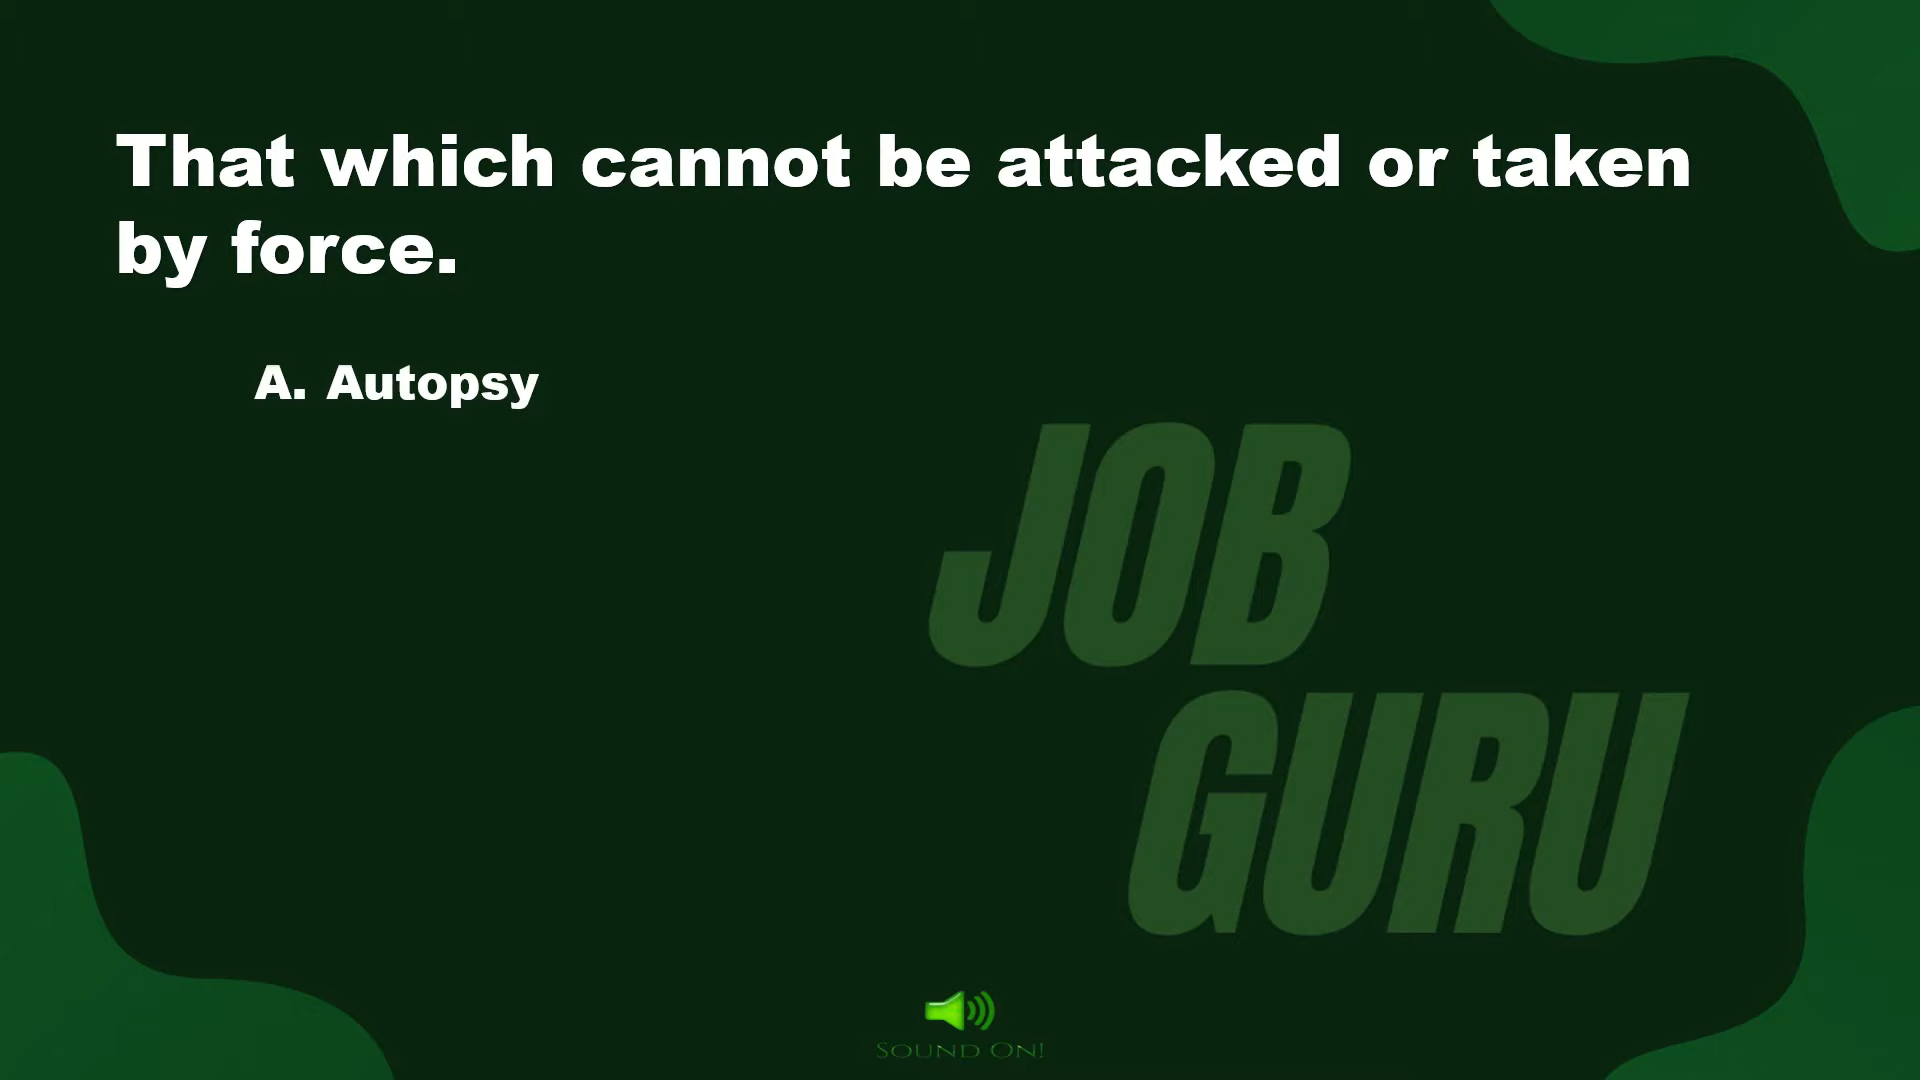 That which cannot be attacked or taken
by force.
A. Autopsy
JOB
GURU
SOUND ON!